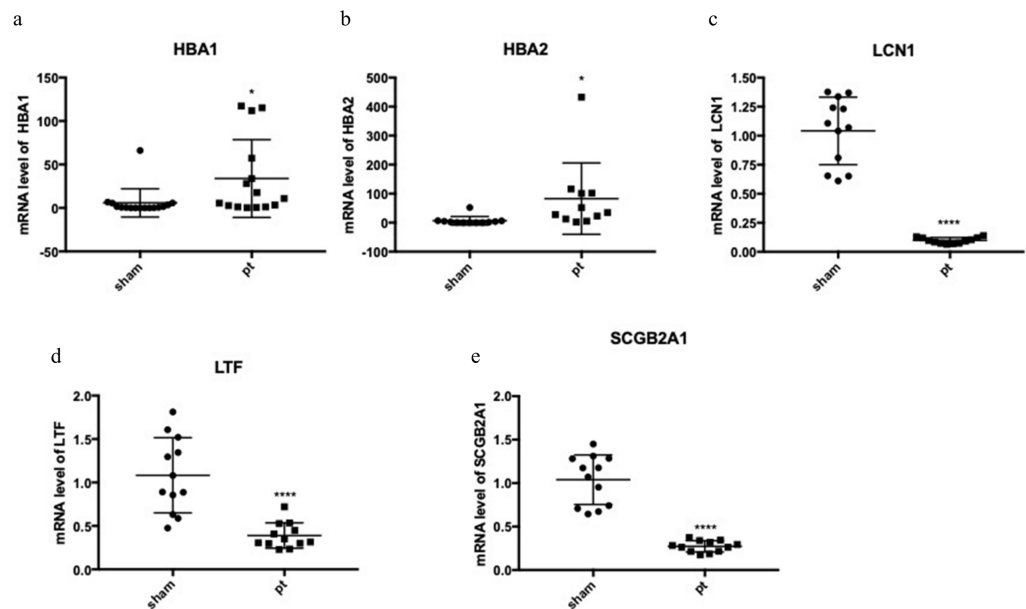 a
HBA1
mRNA level of HBA1
150
100
50
0
-50
*
sham
pt
b
HBA2
mRNA level of HBA2
500
400
300
200
100
0
-100
*
sham
pt
c
LCN1
mRNA level of LCN1
1.50
1.25
1.00
0.75
0.50
0.25
0.00
****
sham
pt
d
LTF
mRNA level of LTF
2.0
1.5
1.0
0.5
0.0
****
sham
pt
e
SCGB2A1
mRNA level of SCGB2A1
2.0
1.5
1.0
0.5
0.0
****
sham
pt